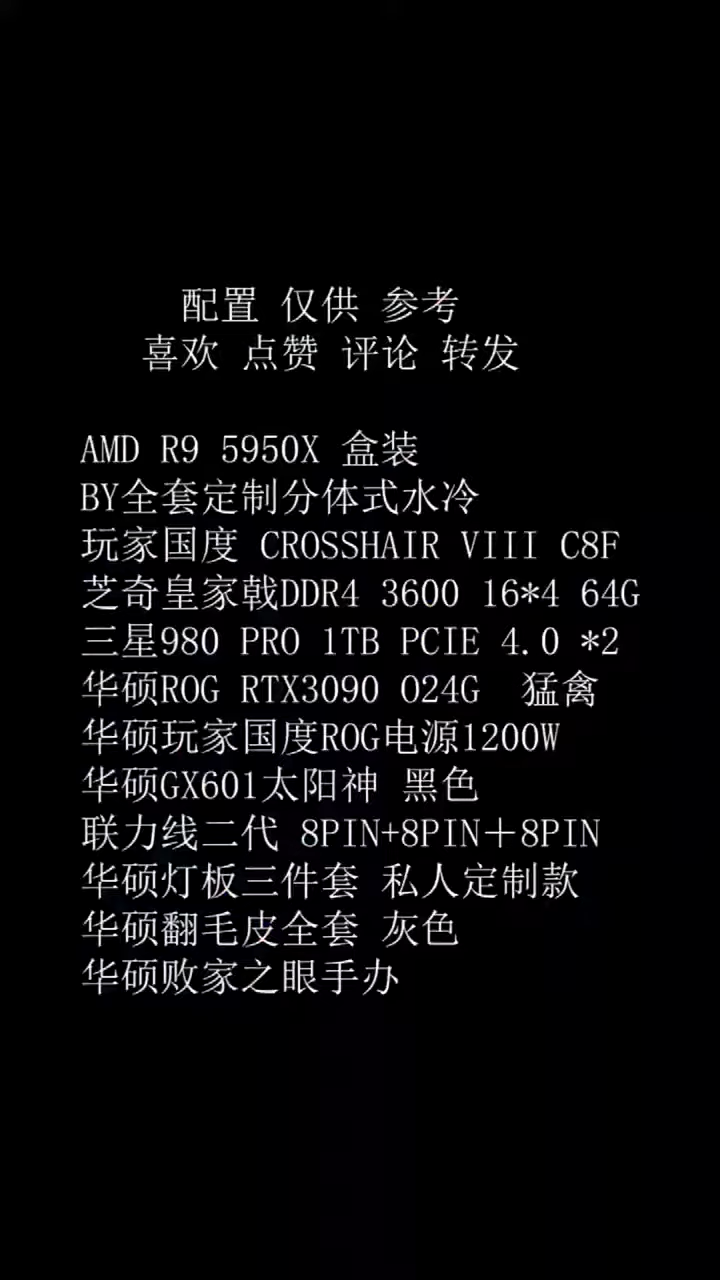 配置 仅供 参考
喜欢 点赞 评论 转发
AMD R9 5950X 盒装
BY全套定制分体式水冷
玩家国度 CROSSHAIR VIII C8F
芝奇皇家戟DDR4 3600 16*4 64G
三星980 PRO 1TB PCIE 4.0 *2
华硕ROG RTX3090 O24G 猛禽
华硕玩家国度ROG电源1200W
华硕GX601太阳神 黑色
联力线二代 8PIN+8PIN＋8PIN
华硕灯板三件套 私人定制款
华硕翻毛皮全套 灰色
华硕败家之眼手办